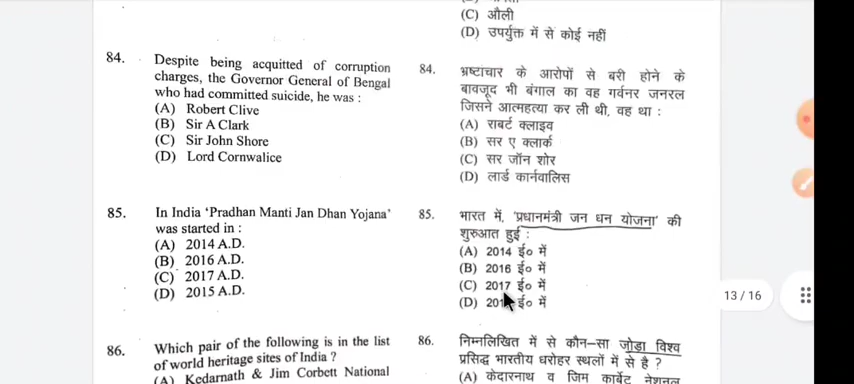 84. Despite being acquitted of corruption
charges, the Governor General of Bengal
who had committed suicide, he was :
(A) Robert Clive
(B) Sir A Clark
(C) Sir John Shore
(D) Lord Cornwalice
85. In India ‘Pradhan Manti Jan Dhan Yojana’
was started in :
(A) 2014 A.D.
(B) 2016 A.D.
(C) 2017 A.D.
(D) 2015 A.D.
86. Which pair of the following is in the list
of world heritage sites of India ?
(A) Kedarnath & Jim Corbett National
(C) औली
(D) उपर्युक्त में से कोई नहीं
84. भ्रष्टाचार के आरोपों से बरी होने के
बावजूद भी बंगाल का वह गर्वनर जनरल
जिसने आत्महत्या कर ली थी, वह था :
(A) राबर्ट क्लाइव
(B) सर ए क्लार्क
(C) सर जॉन शोर
(D) लार्ड कार्नवालिस
85. भारत में, 'प्रधानमंत्री जन धन योजना' की
शुरुआत हुई :
(A) 2014 ई० में
(B) 2016 ई० में
(C) 2017 ई० में
(D) ई० में
86. निम्नलिखित में से कौन-सा जोडा विश्व
प्रसिद्ध भारतीय धरोहर स्थलों में से है ?
(A) केदारनाथ व जिम कार्बेट नेशनल
13 / 16